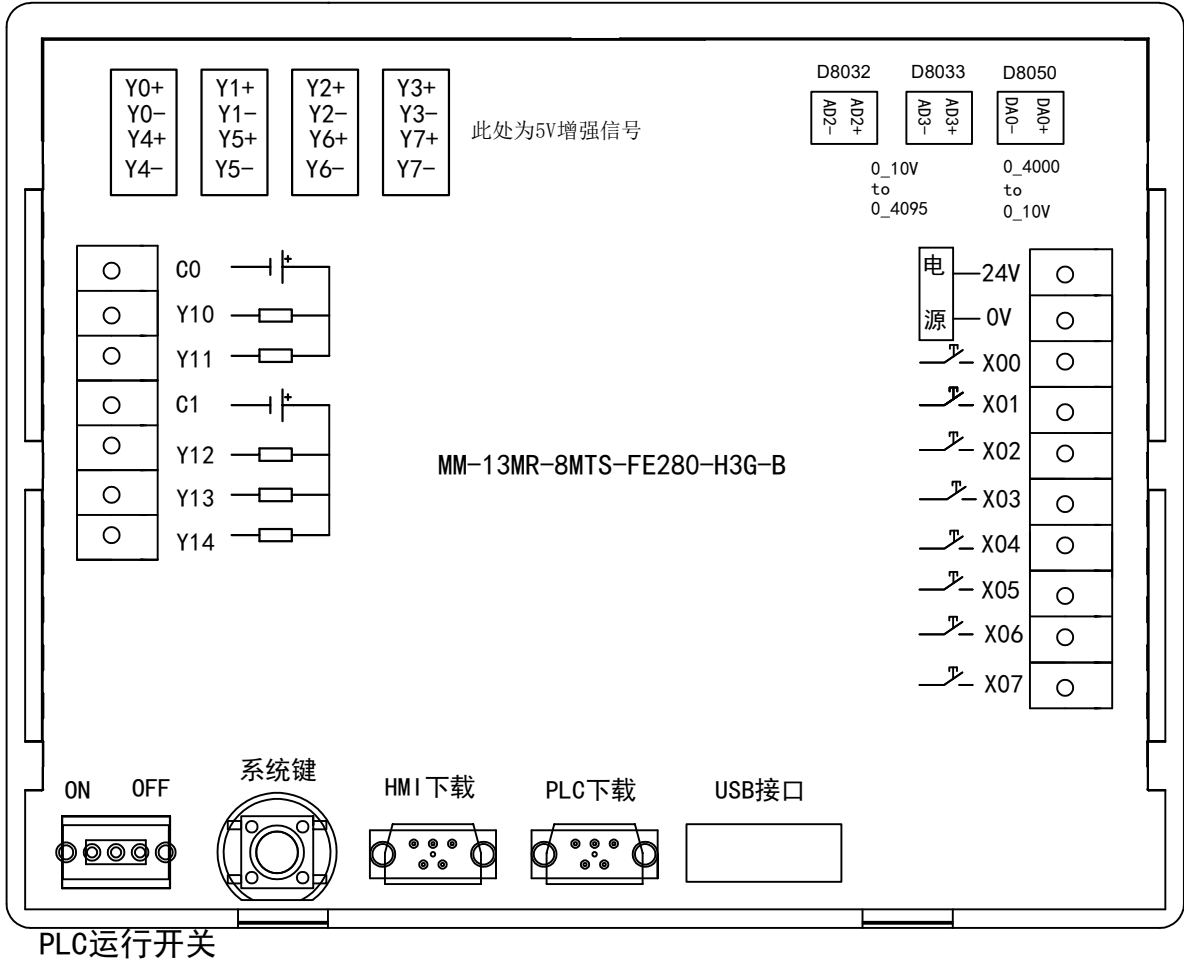 Y0+
Y0-
Y4+
Y4-
Y1+
Y1-
Y5+
Y5-
Y2+
Y2-
Y6+
Y6-
Y3+
Y3-
Y7+
Y7-
此处为5V增强信号
D8032
D8033
D8050
AD2-
AD2+
AD3-
AD3+
DA0-
DA0+
0_10V
to
0_4095
0_4000
to
0_10V
C0
Y10
Y11
C1
Y12
Y13
Y14
MM-13MR-8MTS-FE280-H3G-B
电源
24V
0V
X00
X01
X02
X03
X04
X05
X06
X07
ON
OFF
系统键
HMI下载
PLC下载
USB接口
PLC运行开关